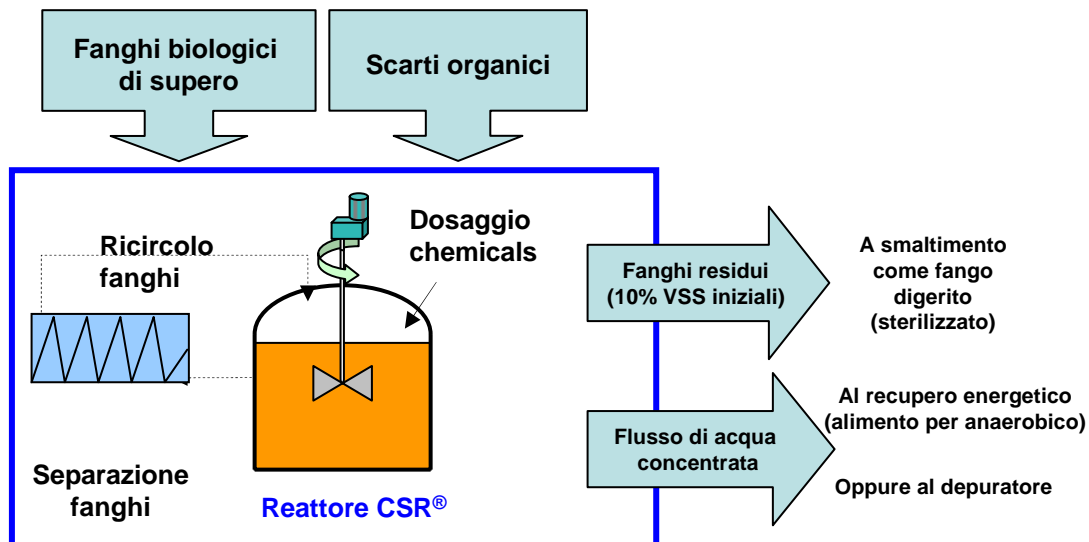 Fanghi biologici
di supero
Scarti organici
Ricircolo
fanghi
Dosaggio
chemicals
Separazione
fanghi
Reattore CSR®
Fanghi residui
(10% VSS iniziali)
A smaltimento
come fango
digerito
(sterilizzato)
Flusso di acqua
concentrata
Al recupero energetico
(alimento per anaerobico)
Oppure al depuratore